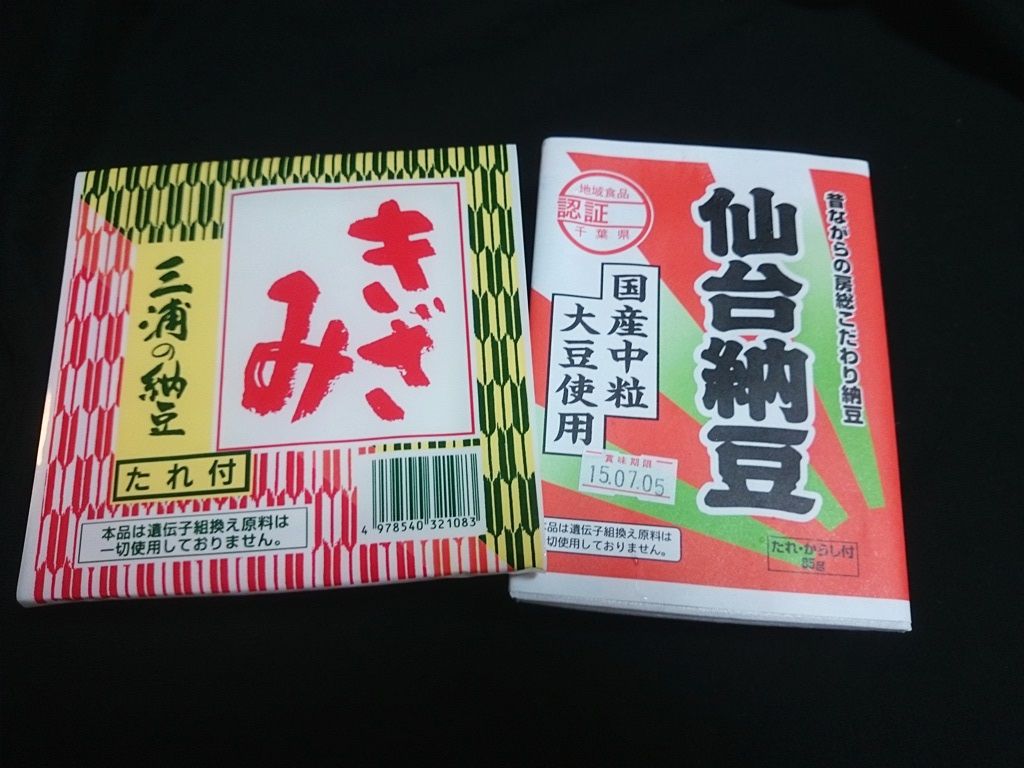 きざみ
三浦の納豆
たれ付
本品は遺伝子組換え原料は
一切使用しておりません。
4 978540 321083
昔ながらの房総こだわり納豆
仙台納豆
地域食品
認証
千葉県
国産中粒
大豆使用
賞味期限
15.07.05
品は遺伝子組換え原料は
切使用しておりません。
たれ・からし付
85g